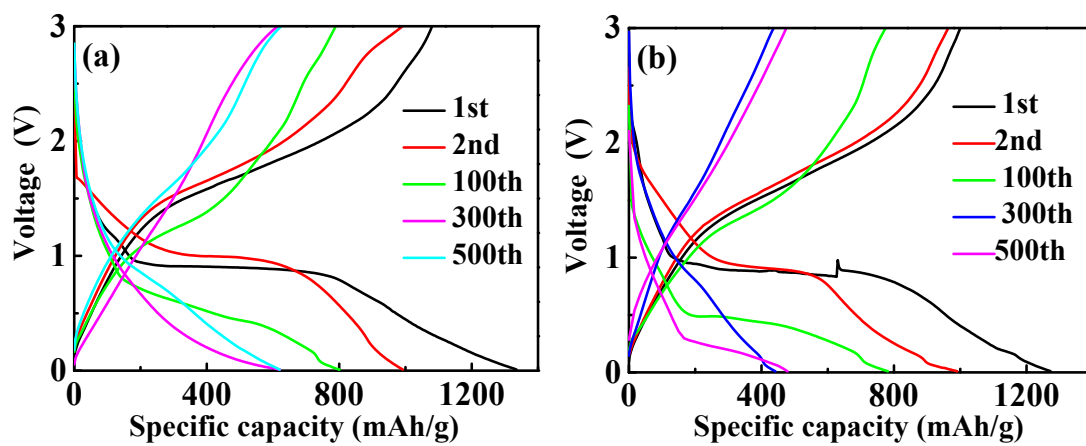 (a)
1st
2nd
100th
300th
500th
3
2
1
0
Voltage (V)
0 400 800 1200
Specific capacity (mAh/g)
(b)
1st
2nd
100th
300th
500th
3
2
1
0
Voltage (V)
0 400 800 1200
Specific capacity (mAh/g)